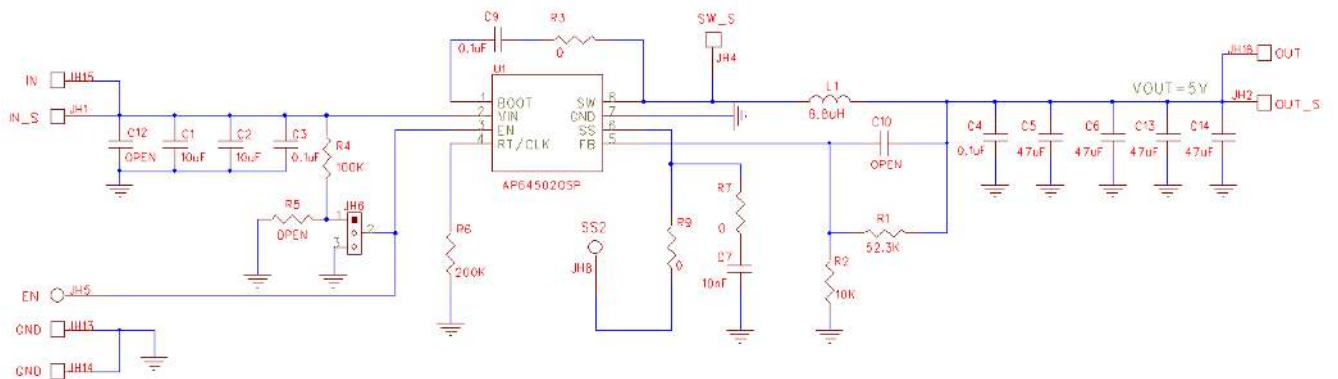 C9
0.1uF
R3
0
SW_S
JH4
IN
JH15
IN_S
JH1
U1
1
BOOT
2
VIN
3
EN
4
RT/CLK
SW
8
GND
7
SS
6
FB
5
AP64502QSP
L1
6.8uH
VOUT=5V
JH16
OUT
JH2
OUT_S
C12
OPEN
C1
10uF
C2
10uF
C3
0.1uF
R4
100K
C10
OPEN
C4
0.1uF
C5
47uF
C6
47uF
C13
47uF
C14
47uF
R5
OPEN
JH6
1
2
3
R6
200K
SS2
JH8
R9
0
R7
0
C7
10nF
R1
52.3K
R2
10K
EN
JH5
GND
JH13
GND
JH14